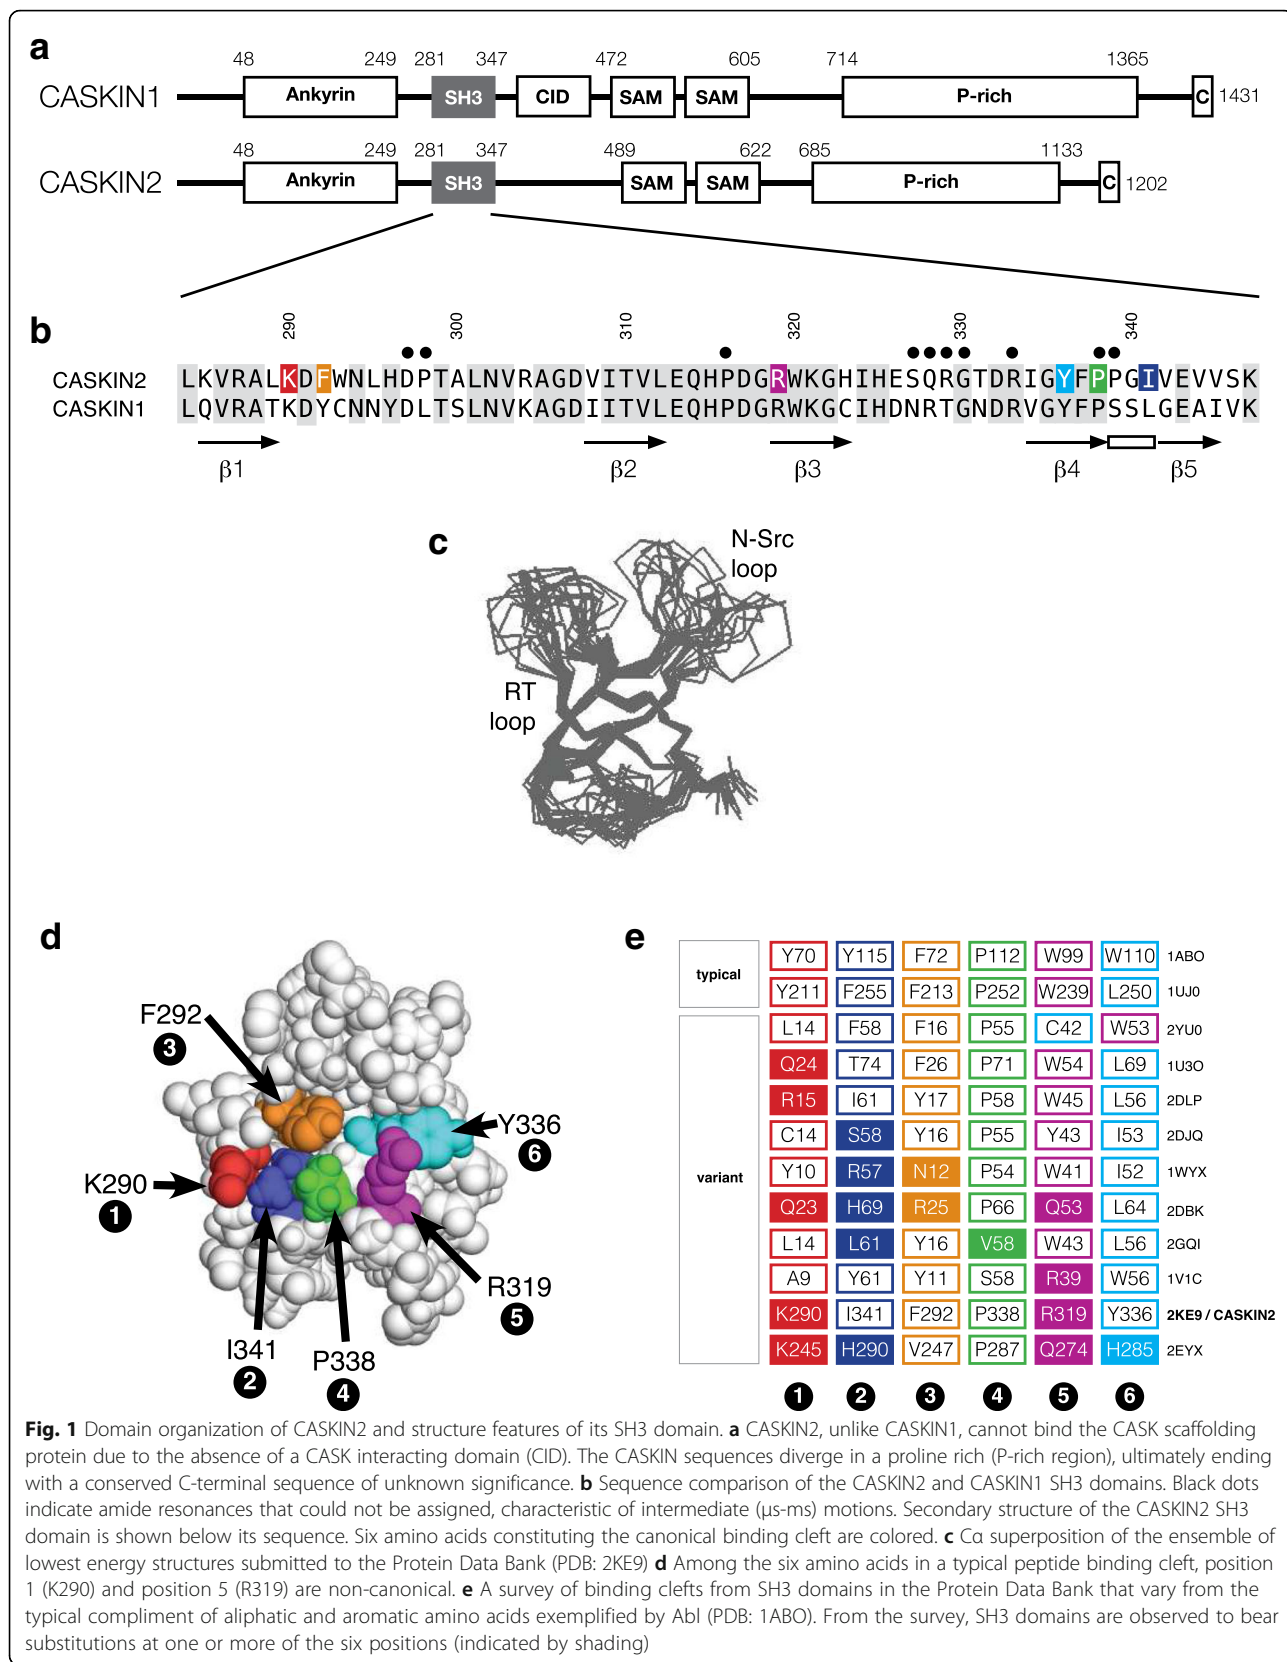 a
48 249 281 347 472 605 714 1365
CASKIN1 Ankyrin SH3 CID SAM SAM P-rich C 1431
48 249 281 347 489 622 685 1133
CASKIN2 Ankyrin SH3 SAM SAM P-rich C 1202
b
290 300 310 320 330 340
CASKIN2 LKVRALKDFWNLHDPTALNVRAGDVITVLEQHPDGRWKGHIHESQRGTDRIGYFPPGIVEVVSK
CASKIN1 LQVRATKDYCNNYDLTSLNVKAGDIITVLEQHPDGRWKGCIHDNRTGNDRVGYFPSSLGEAIVK
β1 β2 β3 β4 β5
c
N-Src
loop
RT
loop
d
F292
3
Y336
6
K290
1
R319
5
I341
2
P338
4
e
typical
Y70 Y115 F72 P112 W99 W110 1ABO
Y211 F255 F213 P252 W239 L250 1UJ0
variant
L14 F58 F16 P55 C42 W53 2YU0
Q24 T74 F26 P71 W54 L69 1U3O
R15 I61 Y17 P58 W45 L56 2DLP
C14 S58 Y16 P55 Y43 I53 2DJQ
Y10 R57 N12 P54 W41 I52 1WYX
Q23 H69 R25 P66 Q53 L64 2DBK
L14 L61 Y16 V58 W43 L56 2GQI
A9 Y61 Y11 S58 R39 W56 1V1C
K290 I341 F292 P338 R319 Y336 2KE9 / CASKIN2
K245 H290 V247 P287 Q274 H285 2EYX
1 2 3 4 5 6
Fig. 1 Domain organization of CASKIN2 and structure features of its SH3 domain. a CASKIN2, unlike CASKIN1, cannot bind the CASK scaffolding
protein due to the absence of a CASK interacting domain (CID). The CASKIN sequences diverge in a proline rich (P-rich region), ultimately ending
with a conserved C-terminal sequence of unknown significance. b Sequence comparison of the CASKIN2 and CASKIN1 SH3 domains. Black dots
indicate amide resonances that could not be assigned, characteristic of intermediate (μs-ms) motions. Secondary structure of the CASKIN2 SH3
domain is shown below its sequence. Six amino acids constituting the canonical binding cleft are colored. c Cα superposition of the ensemble of
lowest energy structures submitted to the Protein Data Bank (PDB: 2KE9) d Among the six amino acids in a typical peptide binding cleft, position
1 (K290) and position 5 (R319) are non-canonical. e A survey of binding clefts from SH3 domains in the Protein Data Bank that vary from the
typical compliment of aliphatic and aromatic amino acids exemplified by Abl (PDB: 1ABO). From the survey, SH3 domains are observed to bear
substitutions at one or more of the six positions (indicated by shading)